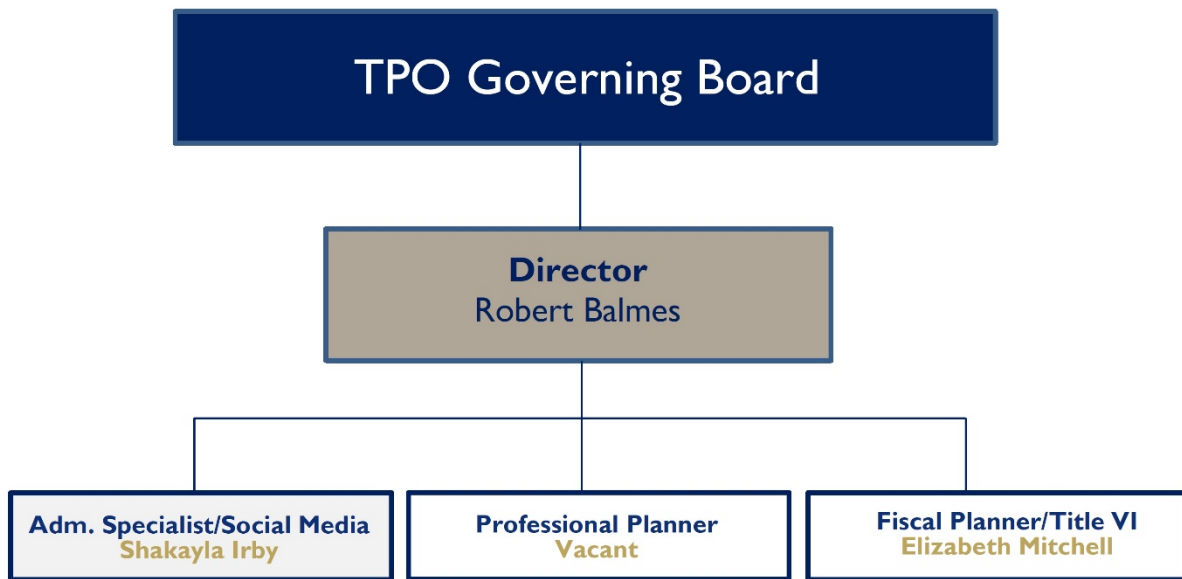 TPO Governing Board
Director
Robert Balmes
Adm. Specialist/Social Media
Shakayla Irby
Professional Planner
Vacant
Fiscal Planner/Title VI
Elizabeth Mitchell